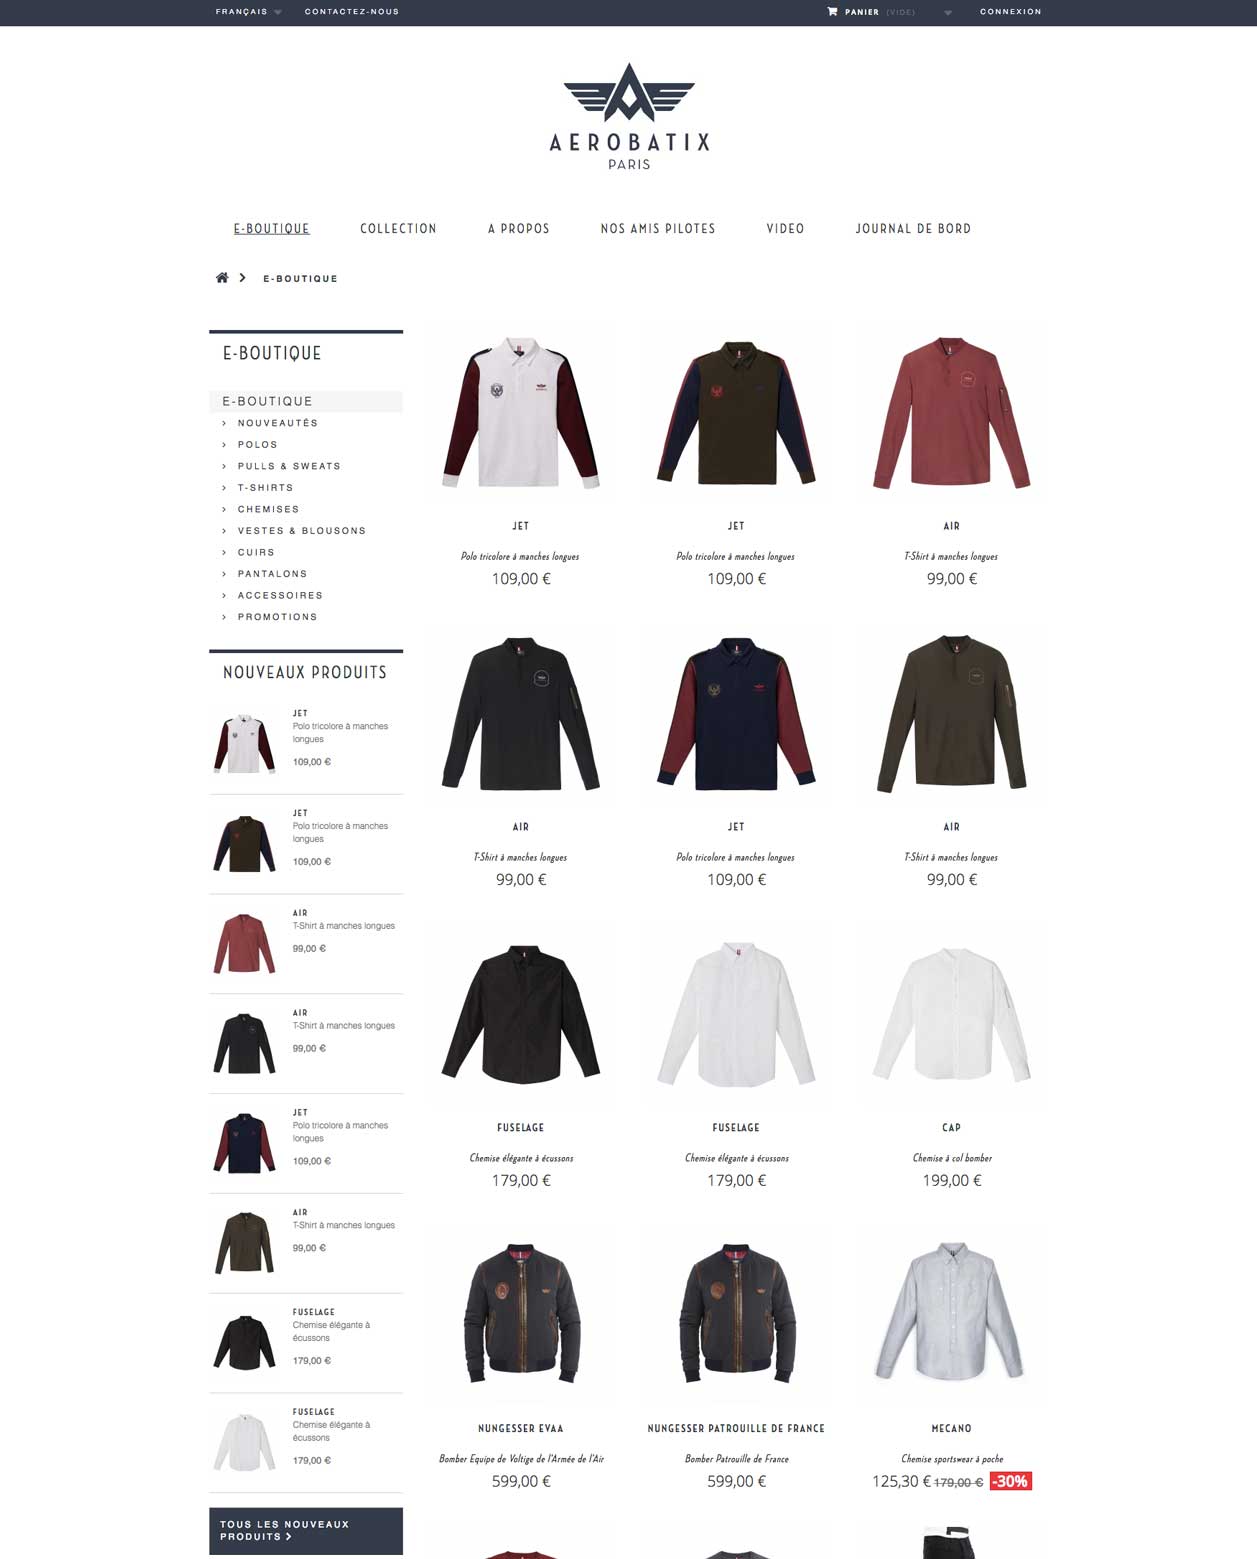 FRANÇAIS
CONTACTEZ-NOUS
PANIER (VIDE)
CONNEXION
AEROBATIX
PARIS
E-BOUTIQUE
COLLECTION
A PROPOS
NOS AMIS PILOTES
VIDEO
JOURNAL DE BORD
E-BOUTIQUE
E-BOUTIQUE
E-BOUTIQUE
NOUVEAUTÉS
POLOS
PULLS & SWEATS
T-SHIRTS
CHEMISES
VESTES & BLOUSONS
CUIRS
PANTALONS
ACCESSOIRES
PROMOTIONS
NOUVEAUX PRODUITS
JET
Polo tricolore à manches
longues
109,00 €
JET
Polo tricolore à manches
longues
109,00 €
AIR
T-Shirt à manches longues
99,00 €
AIR
T-Shirt à manches longues
99,00 €
JET
Polo tricolore à manches
longues
109,00 €
AIR
T-Shirt à manches longues
99,00 €
FUSELAGE
Chemise élégante à
écussons
179,00 €
FUSELAGE
Chemise élégante à
écussons
179,00 €
TOUS LES NOUVEAUX
PRODUITS
JET
Polo tricolore à manches longues
109,00 €
JET
Polo tricolore à manches longues
109,00 €
AIR
T-Shirt à manches longues
99,00 €
AIR
T-Shirt à manches longues
99,00 €
JET
Polo tricolore à manches longues
109,00 €
AIR
T-Shirt à manches longues
99,00 €
FUSELAGE
Chemise élégante à écussons
179,00 €
FUSELAGE
Chemise élégante à écussons
179,00 €
CAP
Chemise à col bomber
199,00 €
NUNGESSER EVAA
Bomber Equipe de Voltige de l'Armée de l'Air
599,00 €
NUNGESSER PATROUILLE DE FRANCE
Bomber Patrouille de France
599,00 €
MECANO
Chemise sportswear à poche
125,30 € 179,00 € -30%